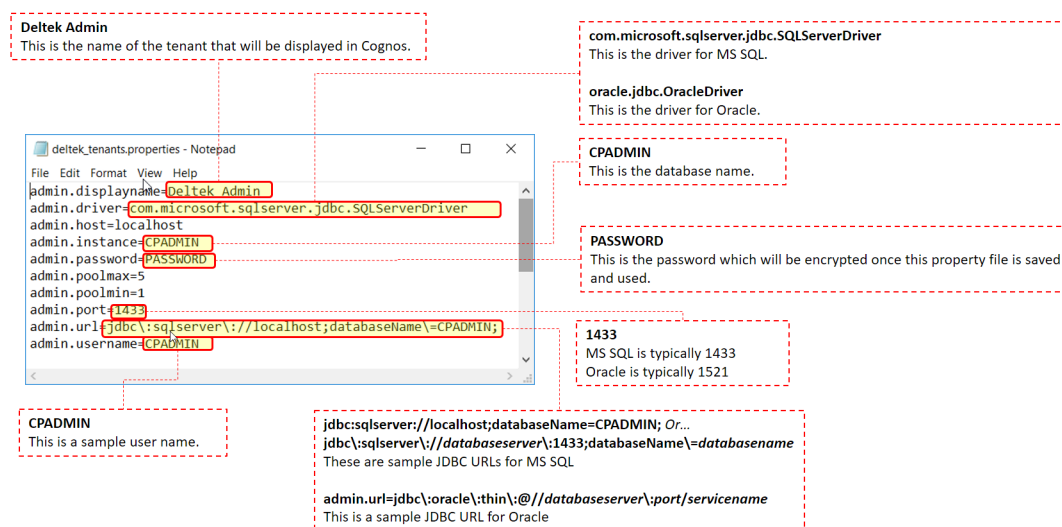 Deltek Admin
This is the name of the tenant that will be displayed in Cognos.
com.microsoft.sqlserver.jdbc.SQLServerDriver
This is the driver for MS SQL.
oracle.jdbc.OracleDriver
This is the driver for Oracle.
CPADMIN
This is the database name.
PASSWORD
This is the password which will be encrypted once this property file is saved
and used.
deltek_tenants.properties - Notepad
File Edit Format View Help
admin.displayname=Deltek Admin
admin.driver=com.microsoft.sqlserver.jdbc.SQLServerDriver
admin.host=localhost
admin.instance=CPADMIN
admin.password=PASSWORD
admin.poolmax=5
admin.poolmin=1
admin.port=1433
admin.url=jdbc\:sqlserver\://localhost;databaseName\=CPADMIN;
admin.username=CPADMIN
1433
MS SQL is typically 1433
Oracle is typically 1521
CPADMIN
This is a sample user name.
jdbc:sqlserver://localhost;databaseName=CPADMIN; Or...
jdbc\:sqlserver\://databaseserver\:1433;databaseName\=databasename
These are sample JDBC URLs for MS SQL
admin.url=jdbc\:oracle\:thin\:@//databaseserver\:port/servicename
This is a sample JDBC URL for Oracle